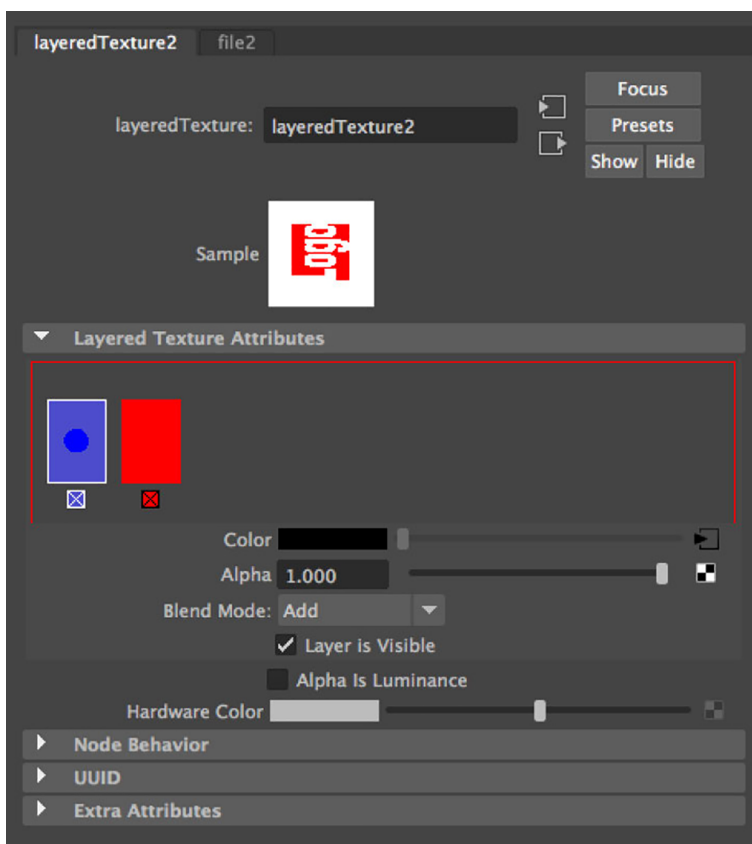 layeredTexture2 file2
Focus
layeredTexture: layeredTexture2
Presets
Show Hide
Sample
logo
Layered Texture Attributes
Color
Alpha 1.000
Blend Mode: Add
Layer is Visible
Alpha Is Luminance
Hardware Color
Node Behavior
UUID
Extra Attributes